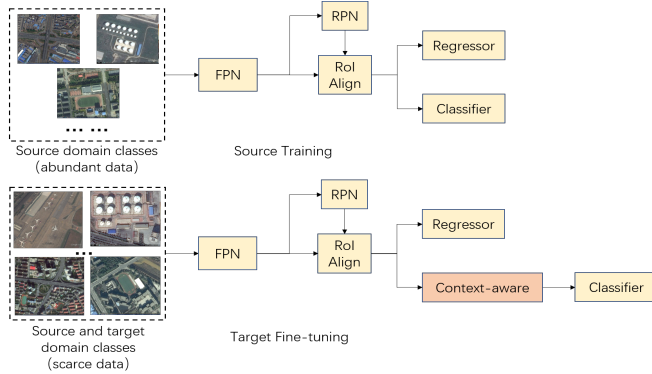 RPN
FPN
RoI
Align
Regressor
Classifier
... ...
Source domain classes
(abundant data)
Source Training
RPN
FPN
RoI
Align
Regressor
Context-aware
Classifier
...
Source and target
domain classes
(scarce data)
Target Fine-tuning